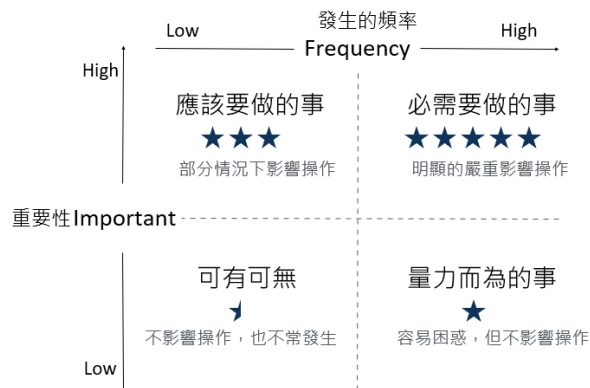 發生的頻率
Low
High
Frequency
High
應該要做的事
必需要做的事
部分情況下影響操作
明顯的嚴重影響操作
重要性Important
可有可無
量力而為的事
不影響操作，也不常發生
容易困惑，但不影響操作
Low